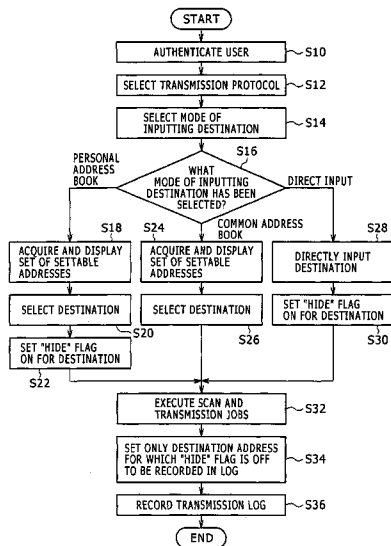 START
AUTHENTICATE USER
S10
SELECT TRANSMISSION PROTOCOL
S12
SELECT MODE OF
INPUTTING DESTINATION
S14
S16
WHAT
MODE OF INPUTTING
DESTINATION HAS BEEN
SELECTED?
PERSONAL
ADDRESS
BOOK
DIRECT INPUT
COMMON ADDRESS
BOOK
S18
ACQUIRE AND DISPLAY
SET OF SETTABLE
ADDRESSES
S24
ACQUIRE AND DISPLAY
SET OF SETTABLE
ADDRESSES
S28
DIRECTLY INPUT
DESTINATION
SELECT DESTINATION
S20
SELECT DESTINATION
S26
SET "HIDE" FLAG
ON FOR DESTINATION
S30
SET "HIDE" FLAG
ON FOR DESTINATION
S22
EXECUTE SCAN AND
TRANSMISSION JOBS
S32
SET ONLY DESTINATION ADDRESS
FOR WHICH "HIDE" FLAG IS OFF
TO BE RECORDED IN LOG
S34
RECORD TRANSMISSION LOG
S36
END